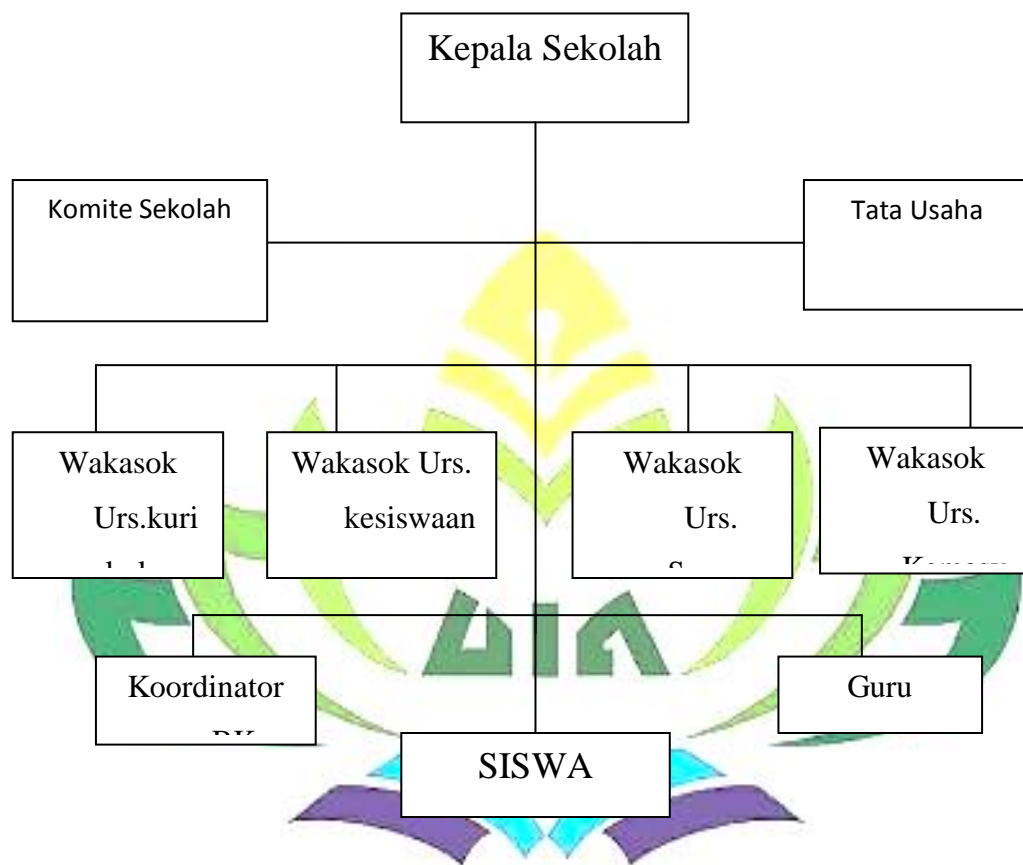 Kepala Sekolah
Komite Sekolah
Tata Usaha
Wakasok
Urs.kuri
Wakasok Urs.
kesiswaan
Wakasok
Urs.
Wakasok
Urs.
Koordinator
Guru
SISWA